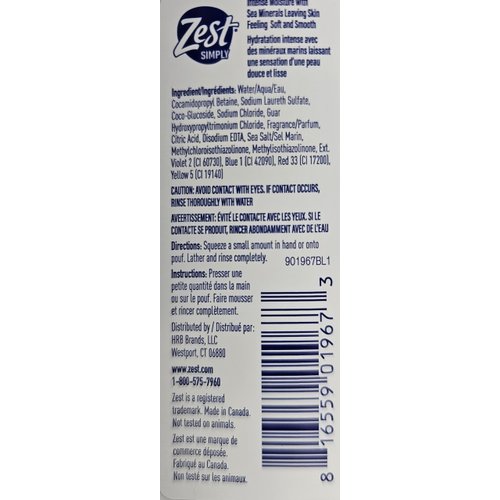 Zest
SIMPLY
Intense Moisture with
Sea Minerals Leaving Skin
Feeling Soft and Smooth
Hydratation intense avec
des minéraux marins laissant
une sensation d'une peau
douce et lisse
Ingredient/Ingrédients: Water/Aqua/Eau,
Cocamidopropyl Betaine, Sodium Laureth Sulfate,
Coco-Glucoside, Sodium Chloride, Guar
Hydroxypropyltrimonium Chloride, Fragrance/Parfum,
Citric Acid, Disodium EDTA, Sea Salt/Sel Marin,
Methylchloroisothiazolinone, Methylisothiazolinone, Ext.
Violet 2 (CI 60730), Blue 1 (CI 42090), Red 33 (CI 17200),
Yellow 5 (CI 19140)
CAUTION: AVOID CONTACT WITH EYES. IF CONTACT OCCURS,
RINSE THOROUGHLY WITH WATER
AVEERTISSEMENT: ÉVITÉ LE CONTACTE AVEC LES YEUX. SI LE
CONTACTE SE PRODUIT, RINCER ABONDAMMENT AVEC DE L'EAU
Directions: Squeeze a small amount in hand or onto
pouf. Lather and rinse completely.
901967BL1
Instructions: Presser une
petite quantité dans la main
ou sur le pouf. Faire mousser
et rincer complètement.
Distributed by / Distribué par:
HRB Brands, LLC
Westport, CT 06880
www.zest.com
1-800-575-7960
Zest is a registered
trademark. Made in Canada.
Not tested on animals.
Zest est une marque de
commerce déposée.
Fabriqué au Canada.
Non testé sur les animaux.
8 16559 01967 3